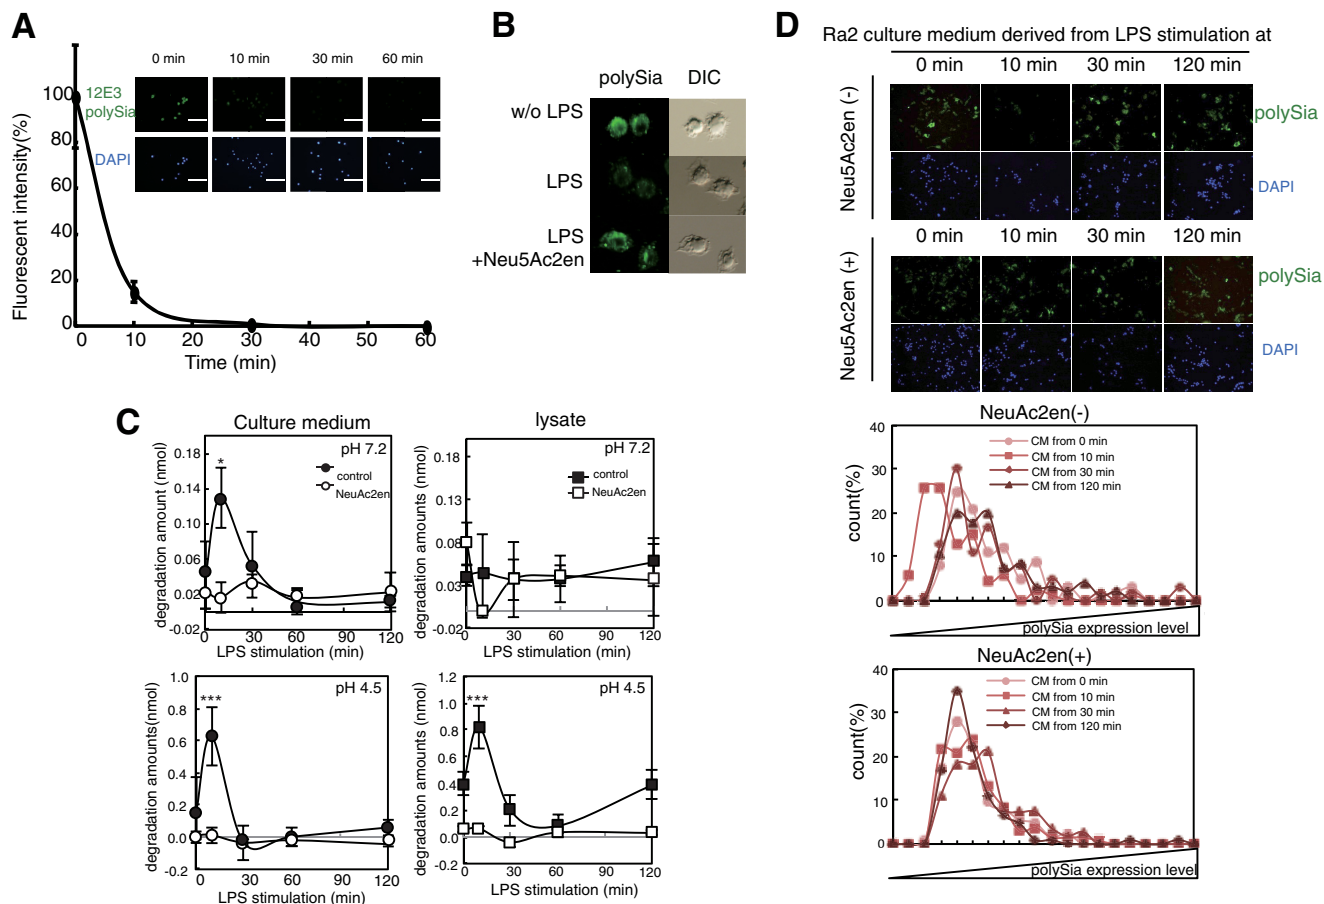 A
Fluorescent intensity(%)
100
80
60
40
20
0
0 10 20 30 40 50 60
Time (min)
0 min 10 min 30 min 60 min
12E3
polySia
DAPI
B
polySia DIC
w/o LPS
LPS
LPS
+Neu5Ac2en
C
Culture medium
degradation amount (nmol)
0.18
0.14
0.10
0.06
0.02
-0.02
pH 7.2
*
control
NeuAc2en
0 30 60 90 120
LPS stimulation (min)
lysate
degradation amounts (nmol)
0.18
0.13
0.08
0.03
-0.02
pH 7.2
control
NeuAc2en
0 30 60 90 120
LPS stimulation (min)
degradation amounts(nmol)
1.0
0.8
0.6
0.4
0.2
0.0
-0.2
pH 4.5
***
0 30 60 90 120
LPS stimulation (min)
degradation amounts(nmol)
1.2
1.0
0.8
0.6
0.4
0.2
0.0
-0.2
pH 4.5
***
0 30 60 90 120
LPS stimulation (min)
D
Ra2 culture medium derived from LPS stimulation at
0 min 10 min 30 min 120 min
Neu5Ac2en (-)
polySia
DAPI
0 min 10 min 30 min 120 min
Neu5Ac2en (+)
polySia
DAPI
NeuAc2en(-)
count(%)
40
30
20
10
0
CM from 0 min
CM from 10 min
CM from 30 min
CM from 120 min
polySia expression level
NeuAc2en(+)
count(%)
40
30
20
10
0
CM from 0 min
CM from 10 min
CM from 30 min
CM from 120 min
polySia expression level